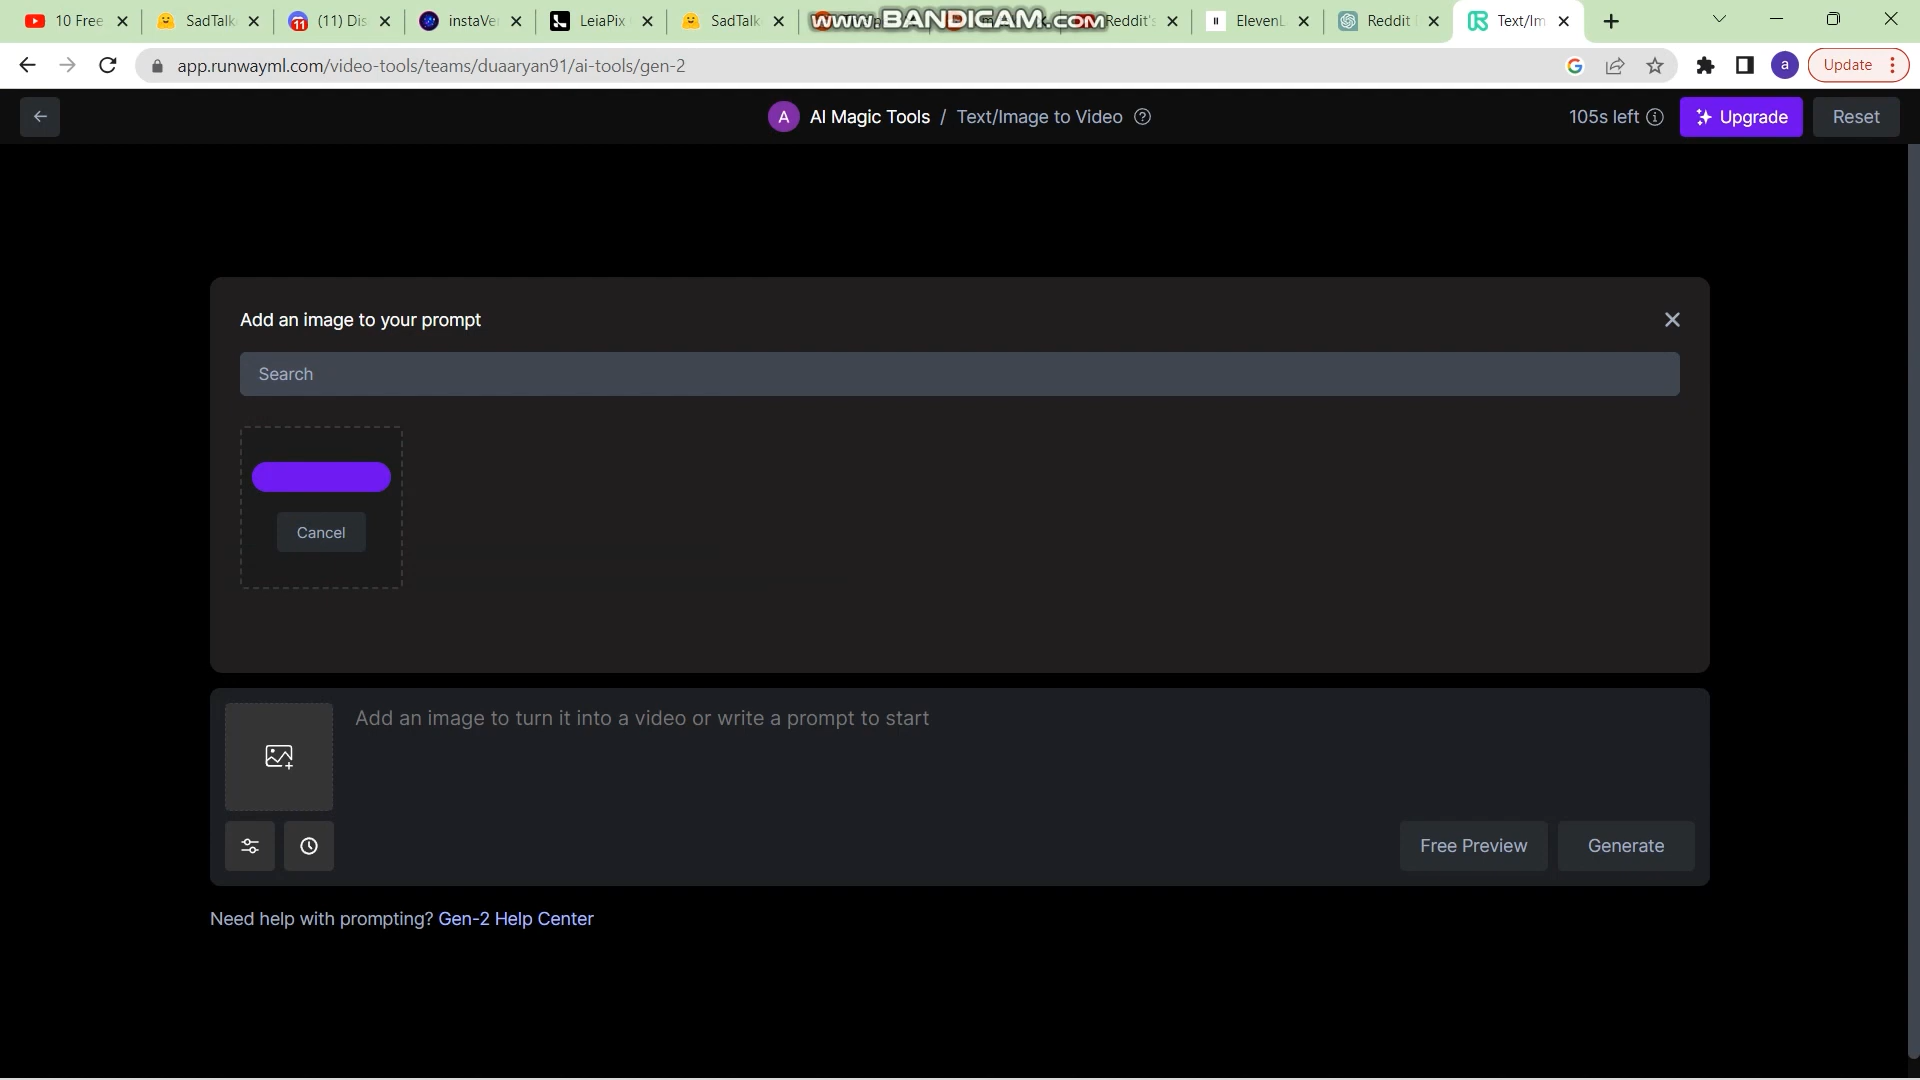 10 Free
SadTalk
(11) Dis
instaVer
LeiaPix
SadTalk
www.BANDICAM.com
Reddit's
ElevenL
Reddit
Text/Im
app.runwayml.com/video-tools/teams/duaaryan91/ai-tools/gen-2
a
Update
A
AI Magic Tools / Text/Image to Video
105s left
Upgrade
Reset
Add an image to your prompt
Search
Cancel
Add an image to turn it into a video or write a prompt to start
Free Preview
Generate
Need help with prompting? Gen-2 Help Center